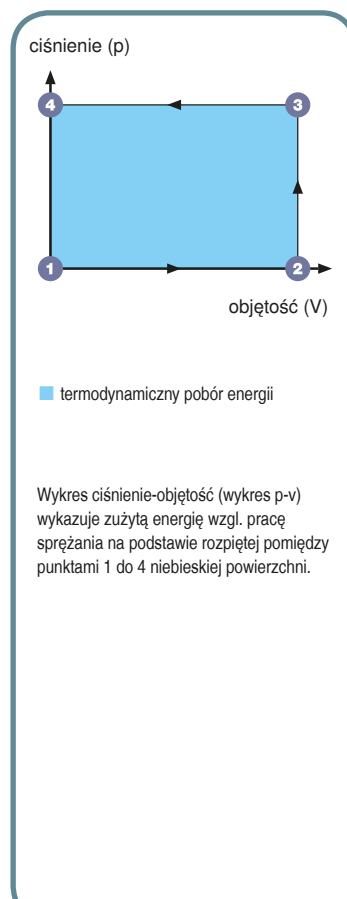 ciśnienie (p)
4 3
1 2
objętość (V)
termodynamiczny pobór energii
Wykres ciśnienie-objętość (wykres p-v)
wykazuje zużytą energię wzgl. pracę
sprężania na podstawie rozpiętej pomiędzy
punktami 1 do 4 niebieskiej powierzchni.